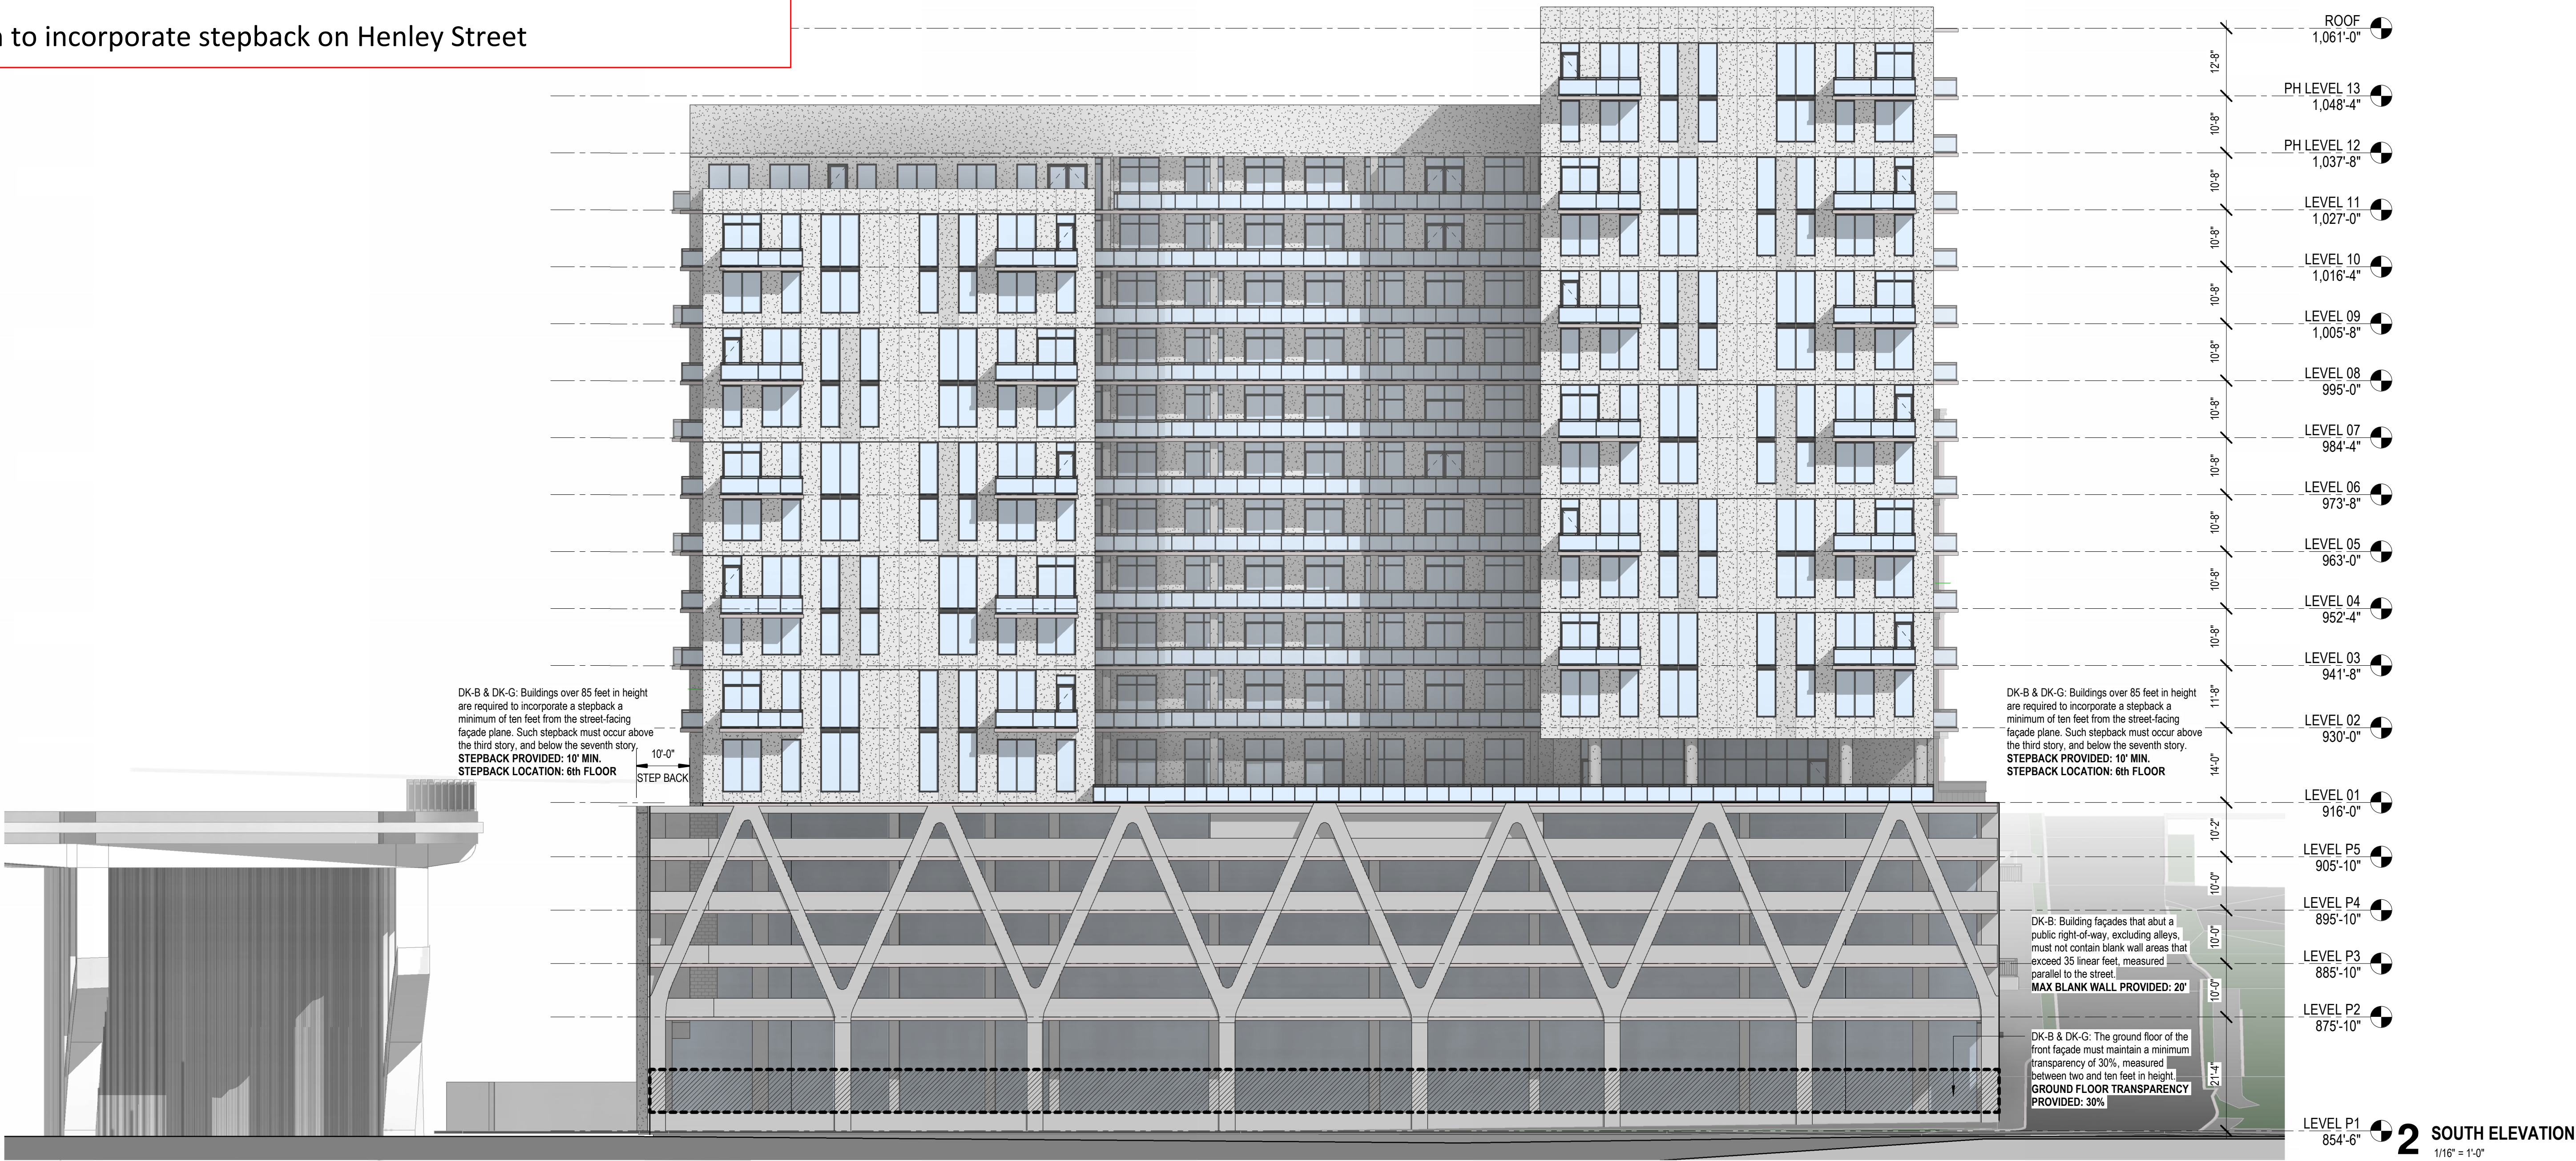 n to incorporate stepback on Henley Street
ROOF
1,061'-0"
12'-8"
PH LEVEL 13
1,048'-4"
10'-8"
PH LEVEL 12
1,037'-8"
10'-8"
LEVEL 11
1,027'-0"
10'-8"
LEVEL 10
1,016'-4"
10'-8"
LEVEL 09
1,005'-8"
10'-8"
LEVEL 08
995'-0"
10'-8"
LEVEL 07
984'-4"
10'-8"
LEVEL 06
973'-8"
10'-8"
LEVEL 05
963'-0"
10'-8"
LEVEL 04
952'-4"
10'-8"
LEVEL 03
941'-8"
11'-8"
LEVEL 02
930'-0"
14'-0"
LEVEL 01
916'-0"
10'-2"
LEVEL P5
905'-10"
10'-0"
LEVEL P4
895'-10"
10'-0"
LEVEL P3
885'-10"
10'-0"
LEVEL P2
875'-10"
21'-4"
LEVEL P1
854'-6"
DK-B & DK-G: Buildings over 85 feet in height
are required to incorporate a stepback a
minimum of ten feet from the street-facing
façade plane. Such stepback must occur above
the third story, and below the seventh story.
STEPBACK PROVIDED: 10' MIN.
STEPBACK LOCATION: 6th FLOOR
10'-0"
STEP BACK
DK-B & DK-G: Buildings over 85 feet in height
are required to incorporate a stepback a
minimum of ten feet from the street-facing
façade plane. Such stepback must occur above
the third story, and below the seventh story.
STEPBACK PROVIDED: 10' MIN.
STEPBACK LOCATION: 6th FLOOR
DK-B: Building façades that abut a
public right-of-way, excluding alleys,
must not contain blank wall areas that
exceed 35 linear feet, measured
parallel to the street.
MAX BLANK WALL PROVIDED: 20'
DK-B & DK-G: The ground floor of the
front façade must maintain a minimum
transparency of 30%, measured
between two and ten feet in height.
GROUND FLOOR TRANSPARENCY
PROVIDED: 30%
2 SOUTH ELEVATION
1/16" = 1'-0"